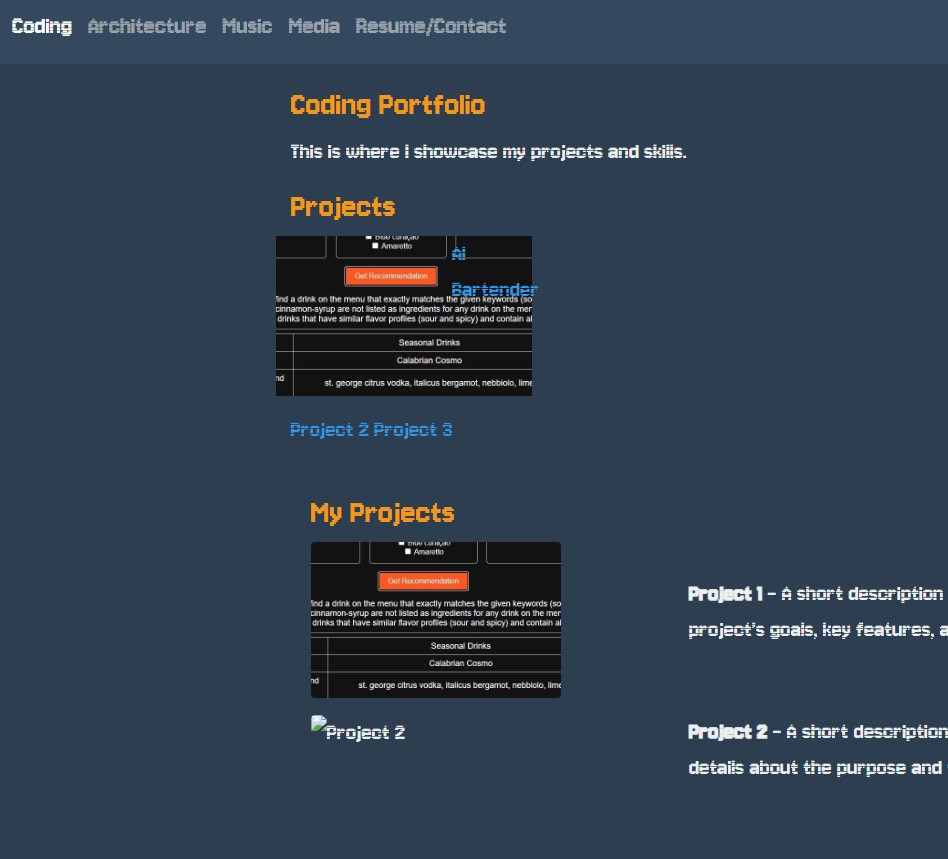 Coding Architecture Music Media Resume/Contact
Coding Portfolio
This is where I showcase my projects and skills.
Projects
Blue curaçao
Amaretto
AI
Get Recommendation
Bartender
find a drink on the menu that exactly matches the given keywords (so
cinnamon-syrup are not listed as ingredients for any drink on the mer
drinks that have similar flavor profiles (sour and spicy) and contain al
Seasonal Drinks
Calabrian Cosmo
nd st. george citrus vodka, italicus bergamot, nebbiolo, lime
Project 2 Project 3
My Projects
Blue curaçao
Amaretto
Get Recommendation
find a drink on the menu that exactly matches the given keywords (so
cinnamon-syrup are not listed as ingredients for any drink on the mer
drinks that have similar flavor profiles (sour and spicy) and contain al
Seasonal Drinks
Calabrian Cosmo
nd st. george citrus vodka, italicus bergamot, nebbiolo, lime
Project 1 - A short description
project's goals, key features, a
Project 2
Project 2 - A short description
details about the purpose and